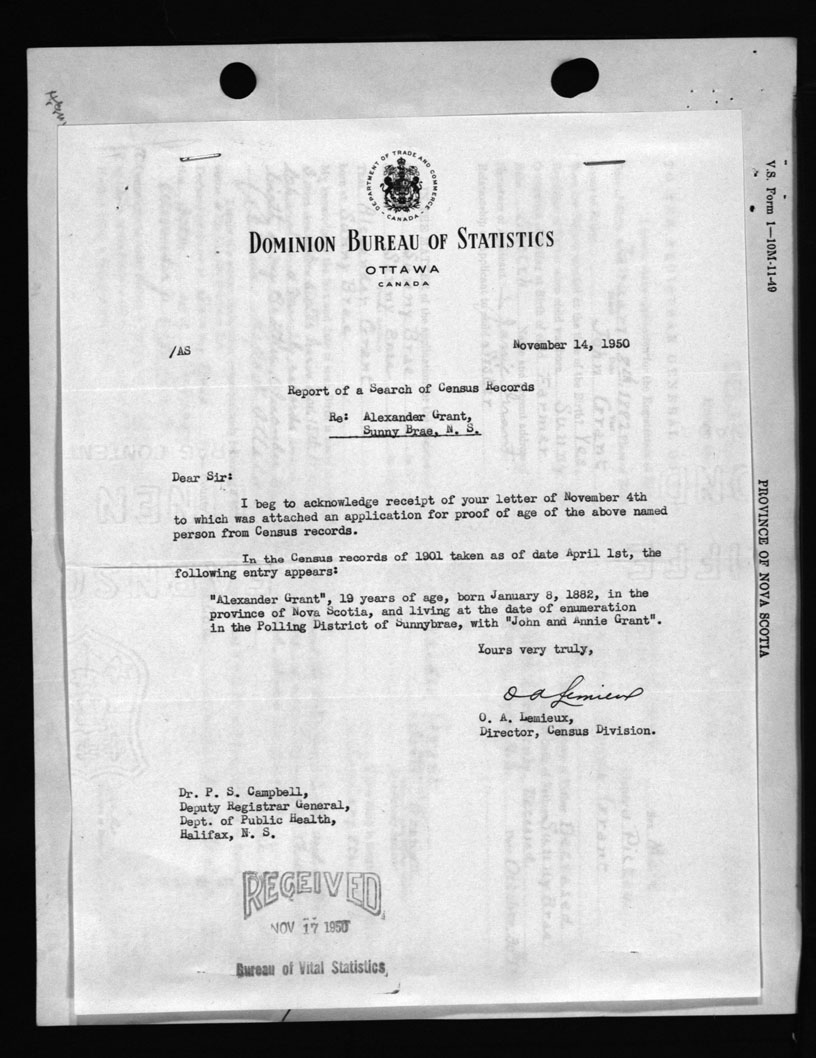 DEPARTMENT OF TRADE AND COMMERCE
CANADA
DOMINION BUREAU OF STATISTICS
OTTAWA
CANADA
/AS
November 14, 1950
Report of a Search of Census Records
Re: Alexander Grant,
Sunny Brae, N. S.
Dear Sir:
I beg to acknowledge receipt of your letter of November 4th
to which was attached an application for proof of age of the above named
person from Census records.
In the Census records of 1901 taken as of date April 1st, the
following entry appears:
"Alexander Grant", 19 years of age, born January 8, 1882, in the
province of Nova Scotia, and living at the date of enumeration
in the Polling District of Sunnybrae, with "John and Annie Grant".
Yours very truly,
O A Lemieux
O. A. Lemieux,
Director, Census Division.
Dr. P. S. Campbell,
Deputy Registrar General,
Dept. of Public Health,
Halifax, N. S.
RECEIVED
NOV 17 1950
Bureau of Vital Statistics
V.S. Form 1—10M-11-49
PROVINCE OF NOVA SCOTIA